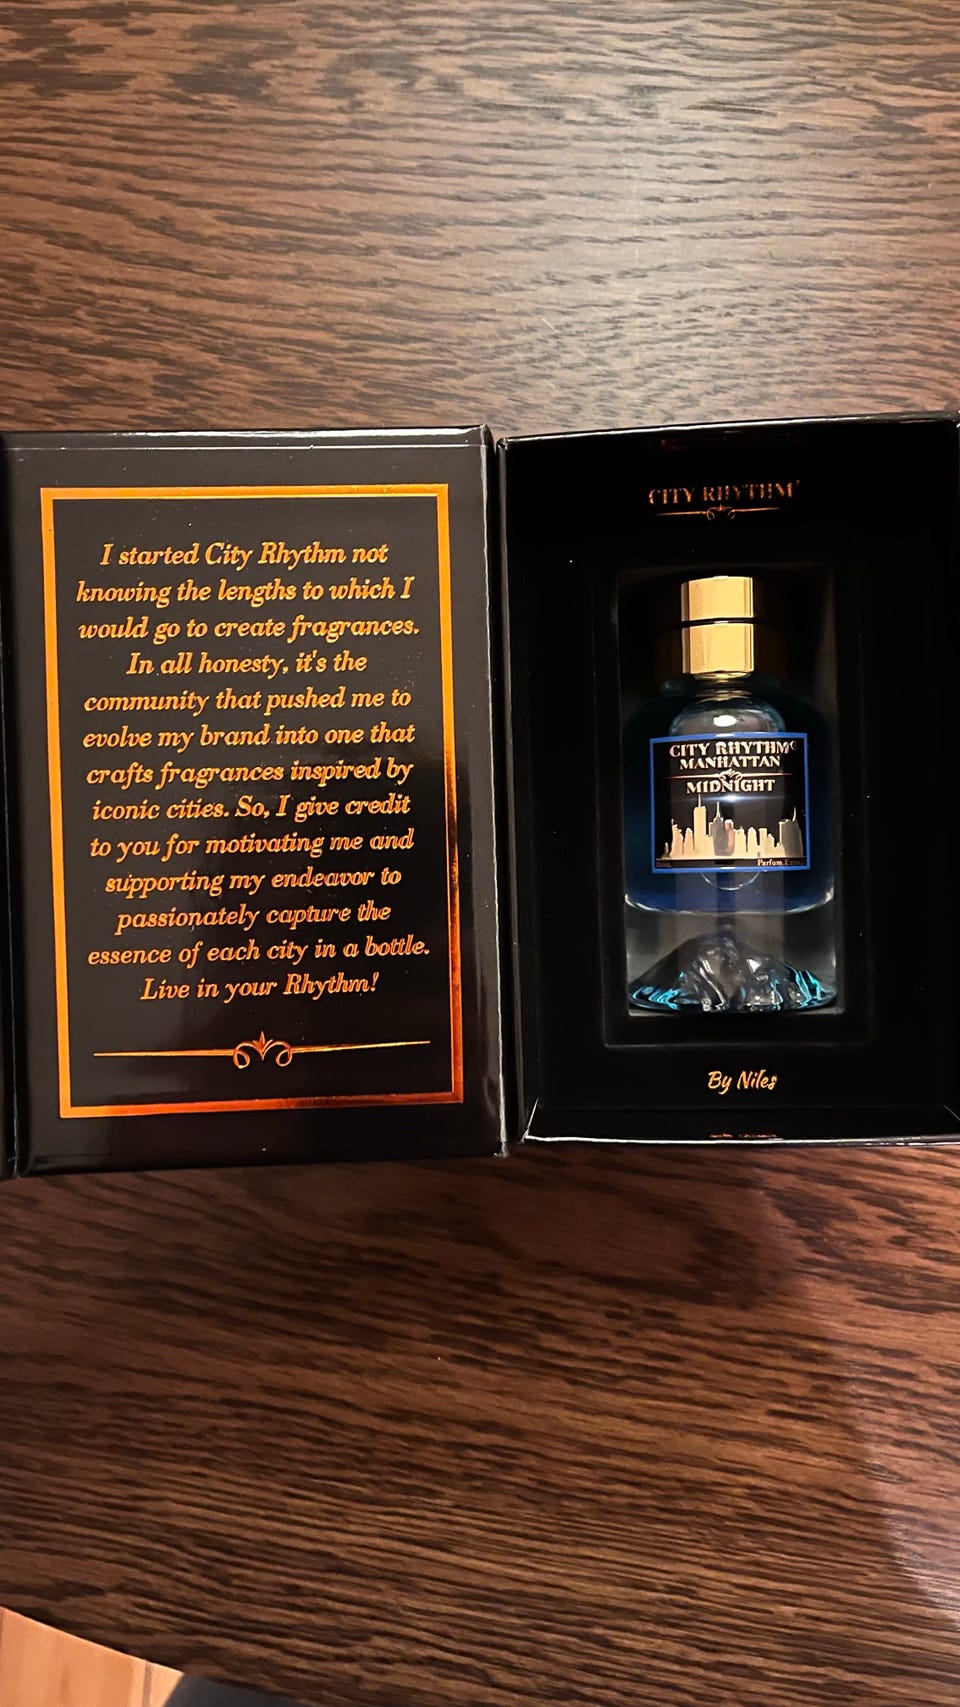 I started City Rhythm not
knowing the lengths to which I
would go to create fragrances.
In all honesty, it's the
community that pushed me to
evolve my brand into one that
crafts fragrances inspired by
iconic cities. So, I give credit
to you for motivating me and
supporting my endeavor to
passionately capture the
essence of each city in a bottle.
Live in your Rhythm!
CITY RHYTHM
CITY RHYTHM
MANHATTAN
MIDNIGHT
Parfum
By Niles